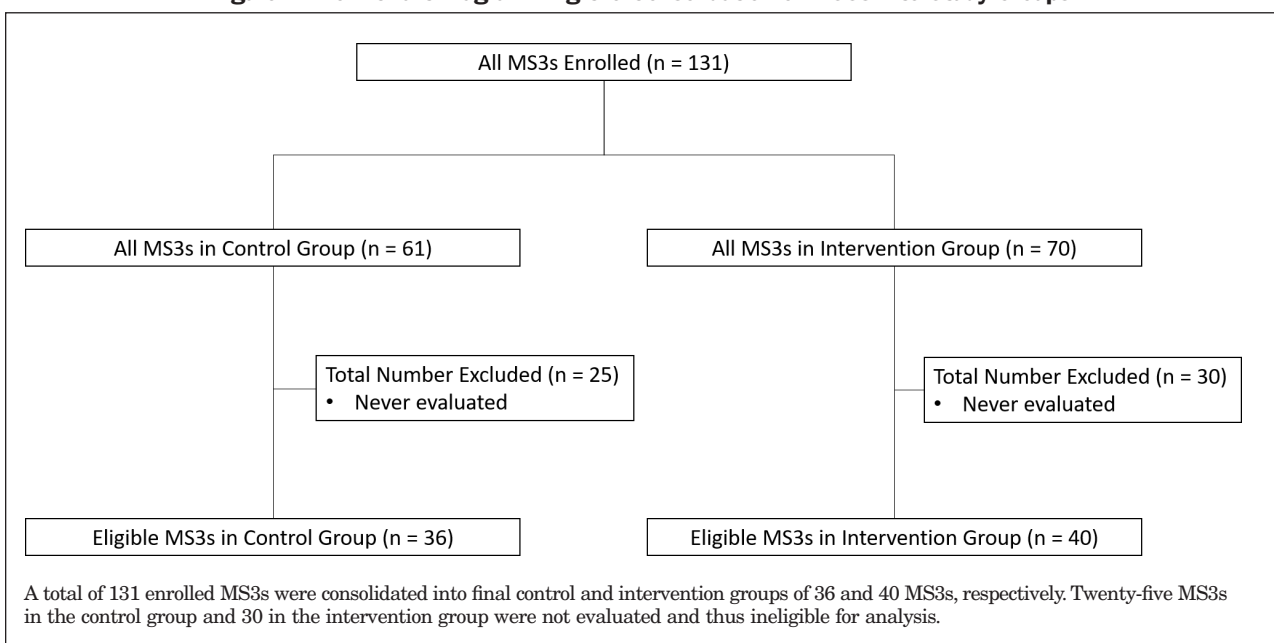 All MS3s Enrolled (n = 131)
All MS3s in Control Group (n = 61)
All MS3s in Intervention Group (n = 70)
Total Number Excluded (n = 25)
• Never evaluated
Total Number Excluded (n = 30)
• Never evaluated
Eligible MS3s in Control Group (n = 36)
Eligible MS3s in Intervention Group (n = 40)
A total of 131 enrolled MS3s were consolidated into final control and intervention groups of 36 and 40 MS3s, respectively. Twenty-five MS3s
in the control group and 30 in the intervention group were not evaluated and thus ineligible for analysis.